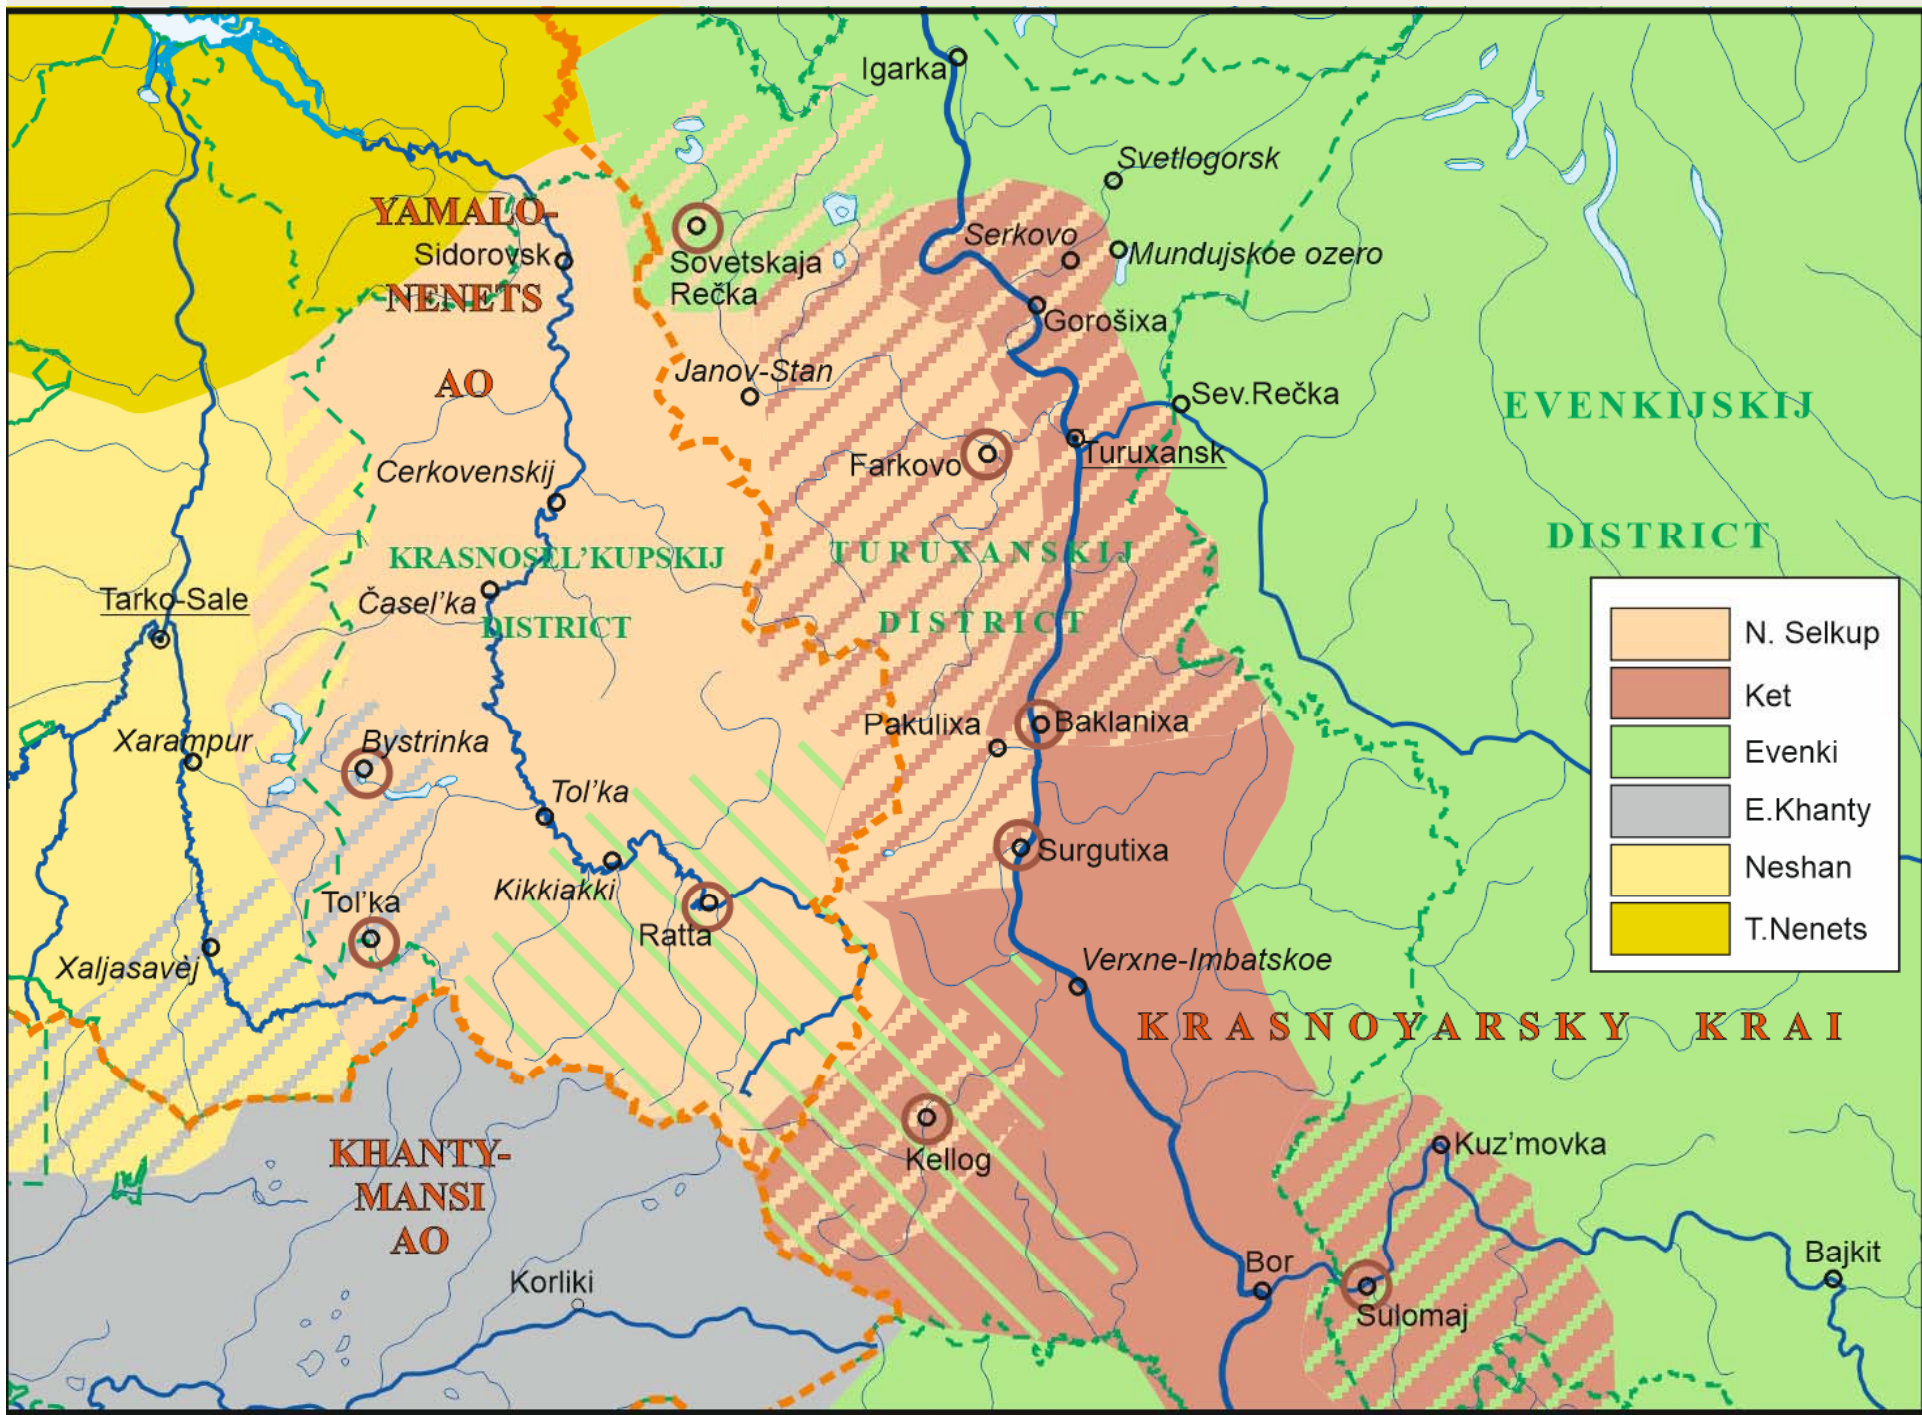 Igarka
Svetlogorsk
YAMALO-
Sidorovsk
NENETS
AO
Sovetskaja
Rečka
Serkovo
Mundujskoe ozero
Gorošixa
Janov-Stan
Sev.Rečka
EVENKIJSKIJ
DISTRICT
Farkovo
Turuxansk
Cerkovenskij
KRASNOSEL'KUPSKIJ
DISTRICT
TURUXANSKIJ
DISTRICT
Časel'ka
Tarko-Sale
Xarampur
Bystrinka
Pakulixa
Baklanixa
Tol'ka
Surgutixa
Kikkiakki
Tol'ka
Ratta
Xaljasavèj
Verxne-Imbatskoe
KRASNOYARSKY KRAI
Kellog
Kuz'movka
KHANTY-
MANSI
AO
Korliki
Bor
Sulomaj
Bajkit
N. Selkup
Ket
Evenki
E.Khanty
Neshan
T.Nenets